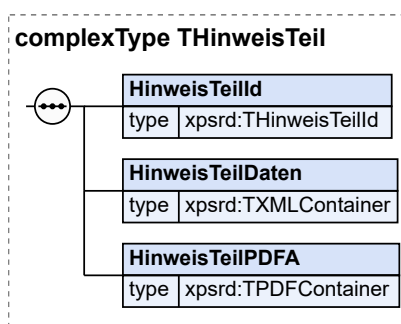 complexType THinweisTeil
HinweisTeilId
type xpsrd:THinweisTeilId
HinweisTeilDaten
type xpsrd:TXMLContainer
HinweisTeilPDFA
type xpsrd:TPDFContainer